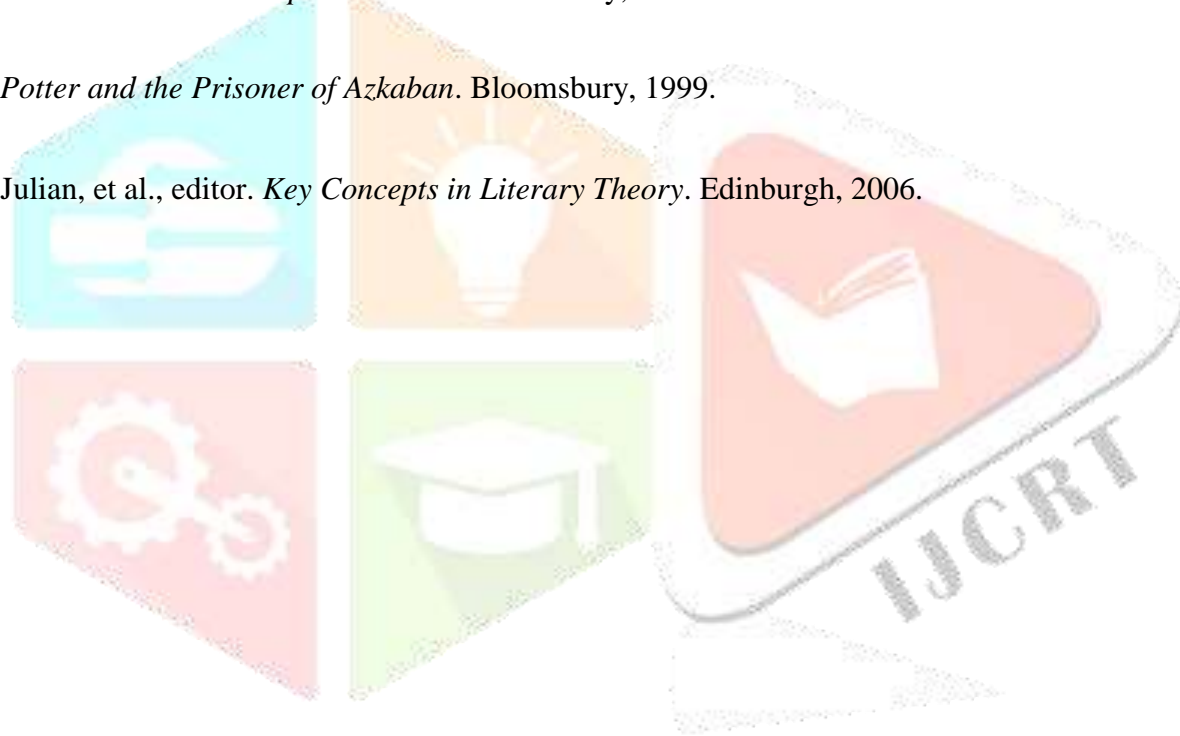 Potter and the Prisoner of Azkaban. Bloomsbury, 1999.
Julian, et al., editor. Key Concepts in Literary Theory. Edinburgh, 2006.
IJCRT